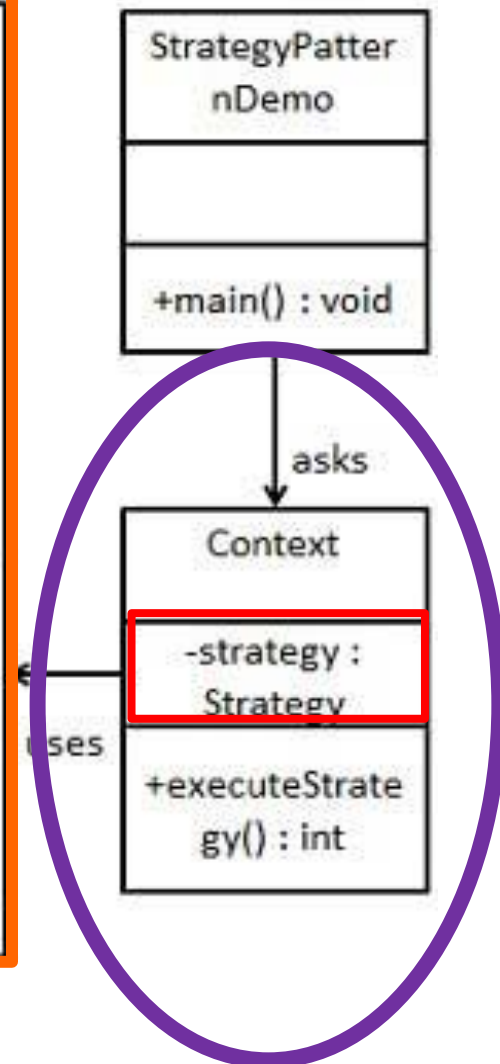 StrategyPatter
nDemo
+main() : void
asks
Context
-strategy :
Strategy
uses
+executeStrate
gy() : int